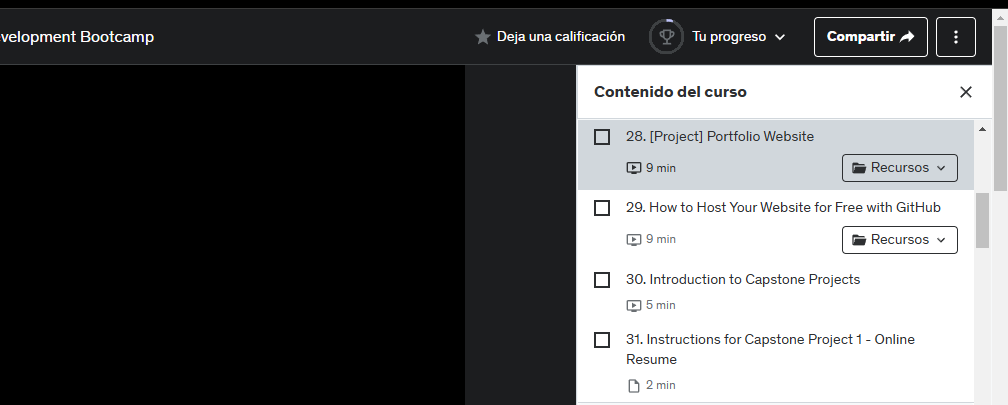 velopment Bootcamp
Deja una calificación
Tu progreso
Compartir
Contenido del curso
28. [Project] Portfolio Website
9 min
Recursos
29. How to Host Your Website for Free with GitHub
9 min
Recursos
30. Introduction to Capstone Projects
5 min
31. Instructions for Capstone Project 1 - Online
Resume
2 min